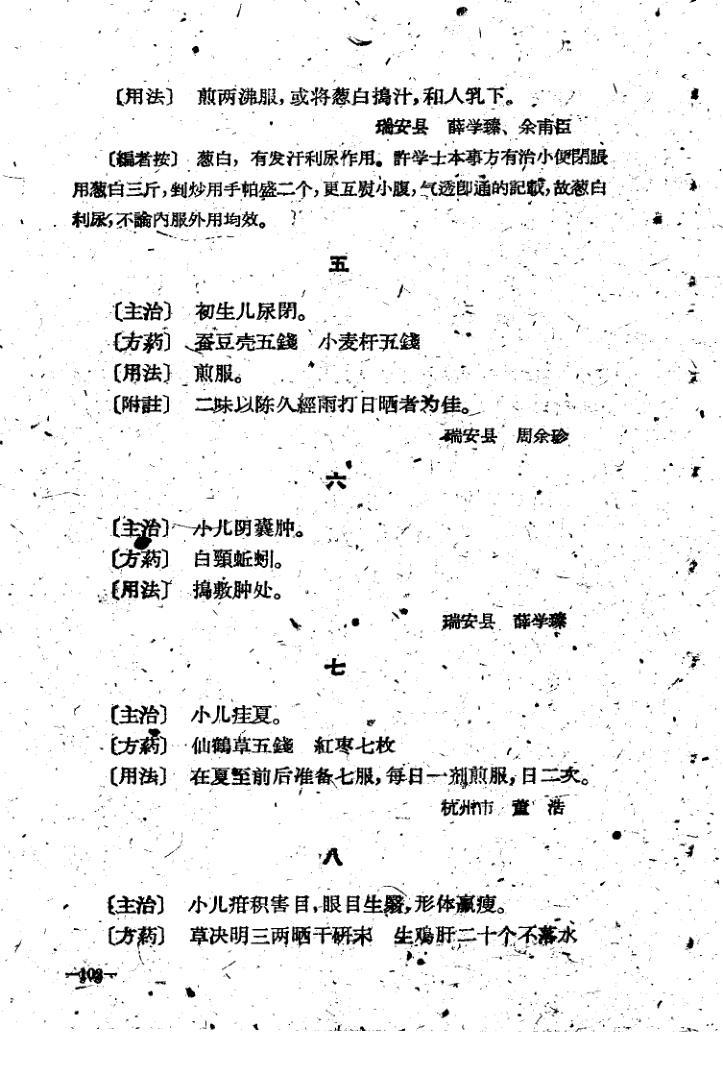 〔用法〕 煎两沸服，或将葱白搗汁，和人乳下。
瑞安县 薛学臻、余甫臣
〔編者按〕 葱白，有发汗利尿作用。許学士本事方有治小便閉脹
用葱白三斤，剉炒用手帕盛二个，更互熨小腹，气透卽通的記載，故葱白
利尿，不論內服外用均效。
五
〔主治〕 初生儿尿閉。
〔方葯〕 蚕豆壳五錢 小麦杆五錢
〔用法〕 煎服。
〔附註〕 二味以陈久經雨打日晒者为佳。
瑞安县 周余珍
六
〔主治〕 小儿阴囊肿。
〔方葯〕 白頸蚯蚓。
〔用法〕 搗敷肿处。
瑞安县 薛学臻
七
〔主治〕 小儿疰夏。
〔方葯〕 仙鶴草五錢 紅枣七枚
〔用法〕 在夏至前后准备七服，每日一剂煎服，日二次。
杭州市 董浩
八
〔主治〕 小儿疳积害目，眼目生翳，形体羸瘦。
〔方葯〕 草决明三两晒干研末 生鳮肝二十个不落水